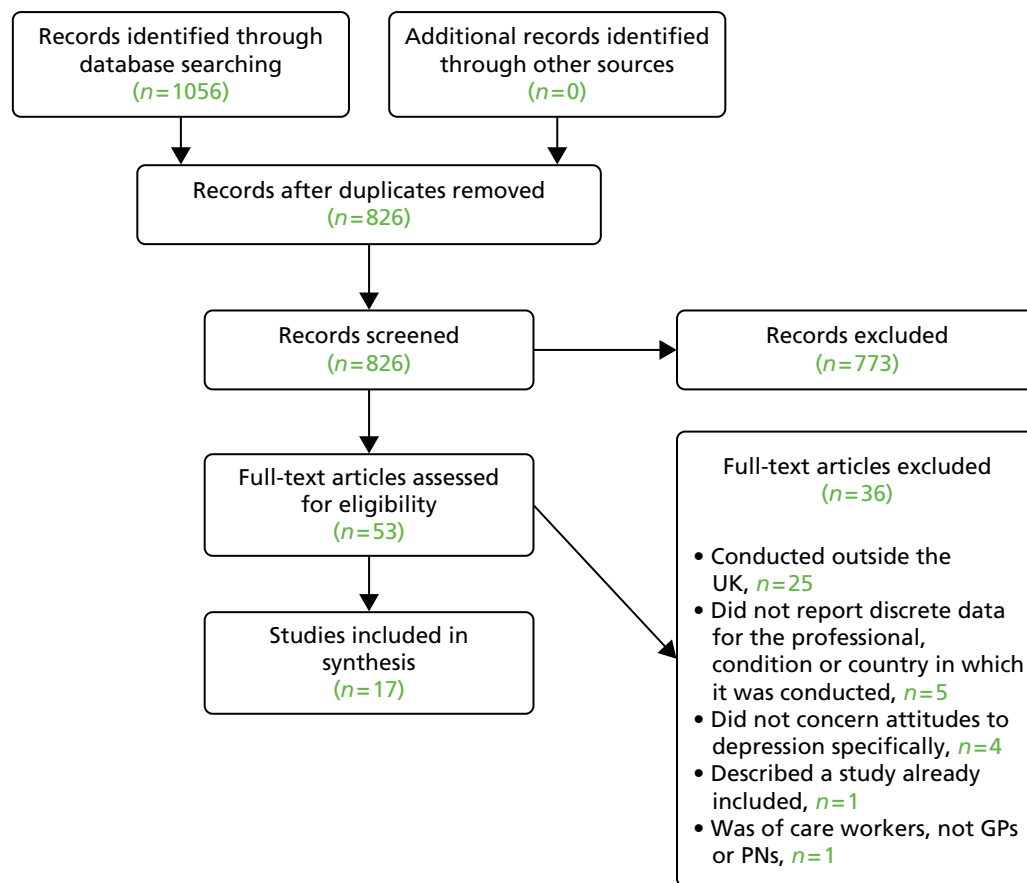 Records identified through
database searching
(n=1056)
Additional records identified
through other sources
(n=0)
Records after duplicates removed
(n=826)
Records screened
(n=826)
Records excluded
(n=773)
Full-text articles assessed
for eligibility
(n=53)
Full-text articles excluded
(n=36)
• Conducted outside the
UK, n=25
• Did not report discrete data
for the professional,
condition or country in which
it was conducted, n=5
• Did not concern attitudes to
depression specifically, n=4
• Described a study already
included, n=1
• Was of care workers, not GPs
or PNs, n=1
Studies included in
synthesis
(n=17)